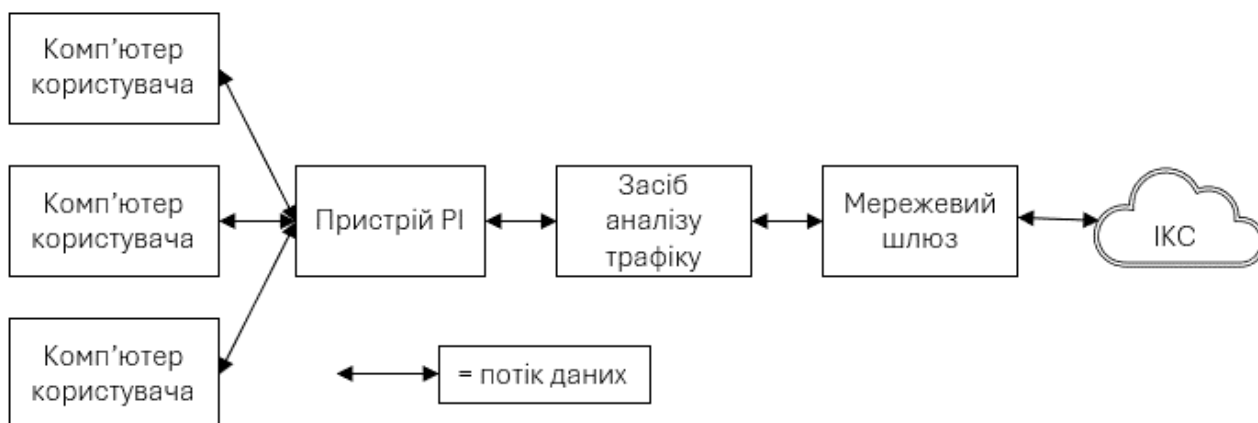 Комп'ютер
користувача
Комп'ютер
користувача
Комп'ютер
користувача
Пристрій PI
Засіб
аналізу
трафіку
Мережевий
шлюз
ІКС
= потік даних